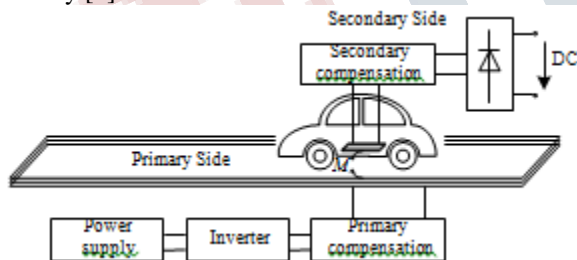 Secondary Side
Secondary
compensation
DC
Primary Side
M
Power
supply.
Inverter
Primary
compensation